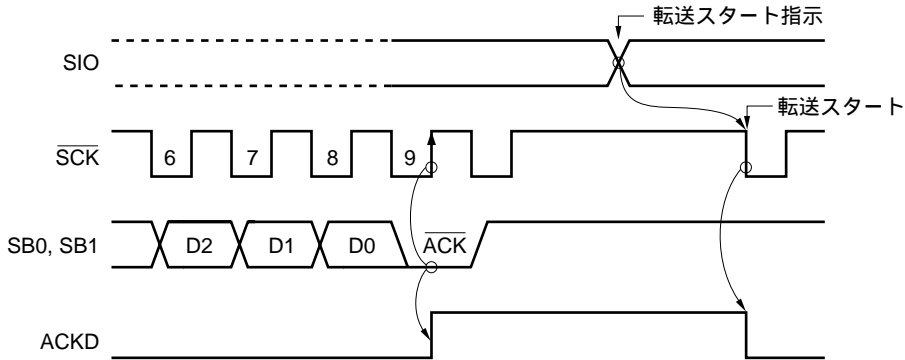 転送スタート指示
SIO
転送スタート
SCK 6 7 8 9
SB0, SB1 D2 D1 D0 ACK
ACKD